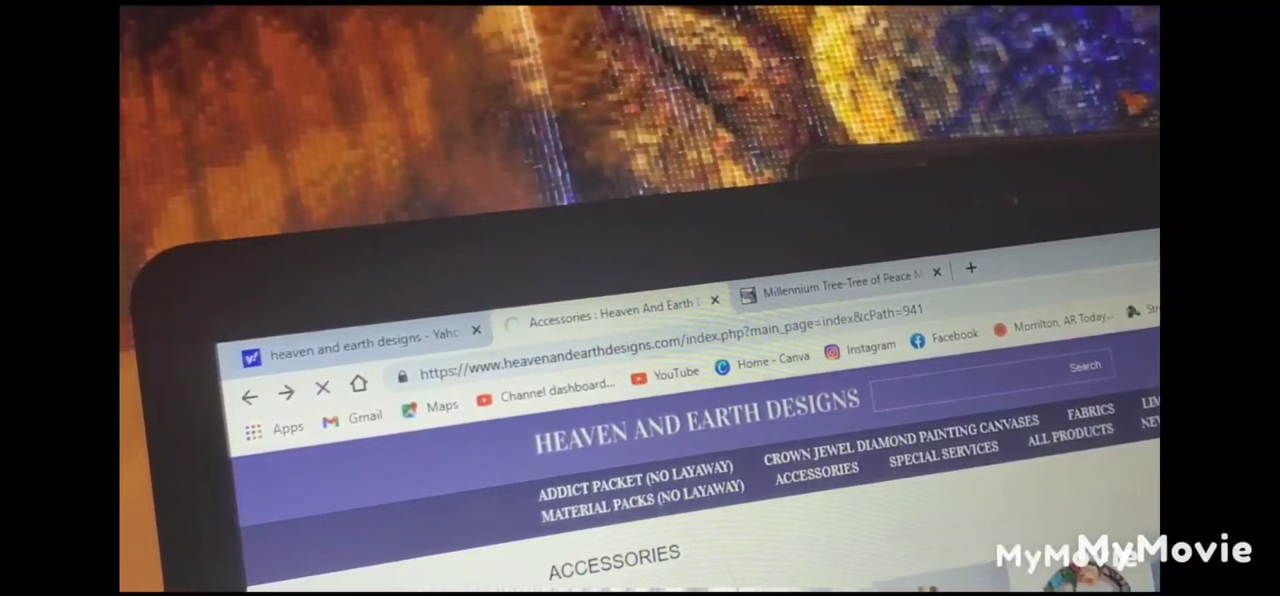 heaven and earth designs - Yaho
Accessories : Heaven And Earth D
Millennium Tree-Tree of Peace M
https://www.heavenandearthdesigns.com/index.php?main_page=index&cPath=941
Apps Gmail Maps Channel dashboard... YouTube Home - Canva Instagram Facebook Morrilton, AR Today...
HEAVEN AND EARTH DESIGNS
Search
ADDICT PACKET (NO LAYAWAY) CROWN JEWEL DIAMOND PAINTING CANVASES FABRICS
MATERIAL PACKS (NO LAYAWAY) ACCESSORIES SPECIAL SERVICES ALL PRODUCTS
ACCESSORIES
MyMovie